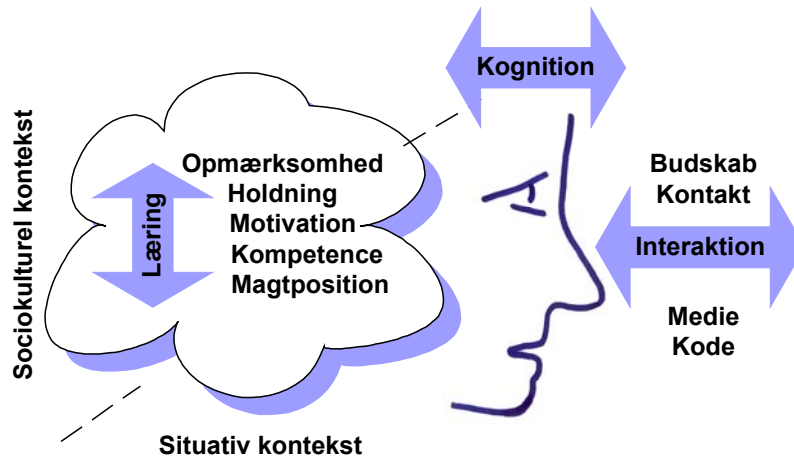 Kognition
Sociokulturel kontekst
Læring
Opmærksomhed
Holdning
Motivation
Kompetence
Magtposition
Budskab
Kontakt
Interaktion
Medie
Kode
Situativ kontekst